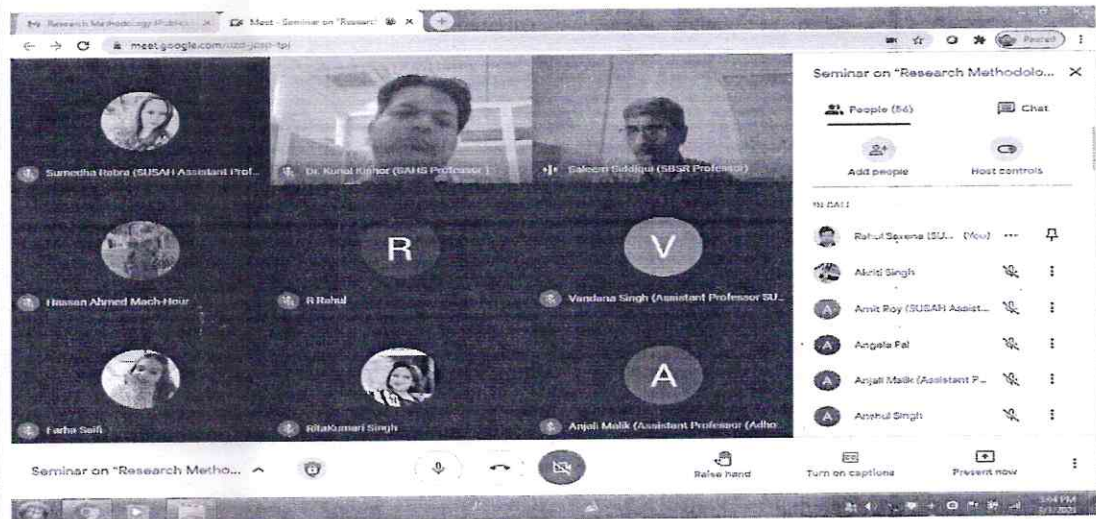 Research Methodology (Public
Meet - Seminar on "Researc
meet.google.com/
Paused
Sumedha Rabra (SUSAH Assistant Prof...
Dr. Kunal Kishor (SAHS Professor)
Saleem Siddiqui (SBSR Professor)
Hassan Ahmed Mach-Hour
R
R Rahul
V
Vandana Singh (Assistant Professor SU...
Farha Saifi
RitaKumari Singh
A
Anjali Malik (Assistant Professor (Adho
Seminar on "Research Methodolo...
People (56)
Chat
Add people
Host controls
IN CALL
Rahul Saxena (SU... (You)
Akriti Singh
A
Amit Roy (SUSAH Assist...
A
Angela Pal
A
Anjali Malik (Assistant P...
A
Anshul Singh
Seminar on "Research Metho...
Raise hand
Turn on captions
Present now
3:04 PM